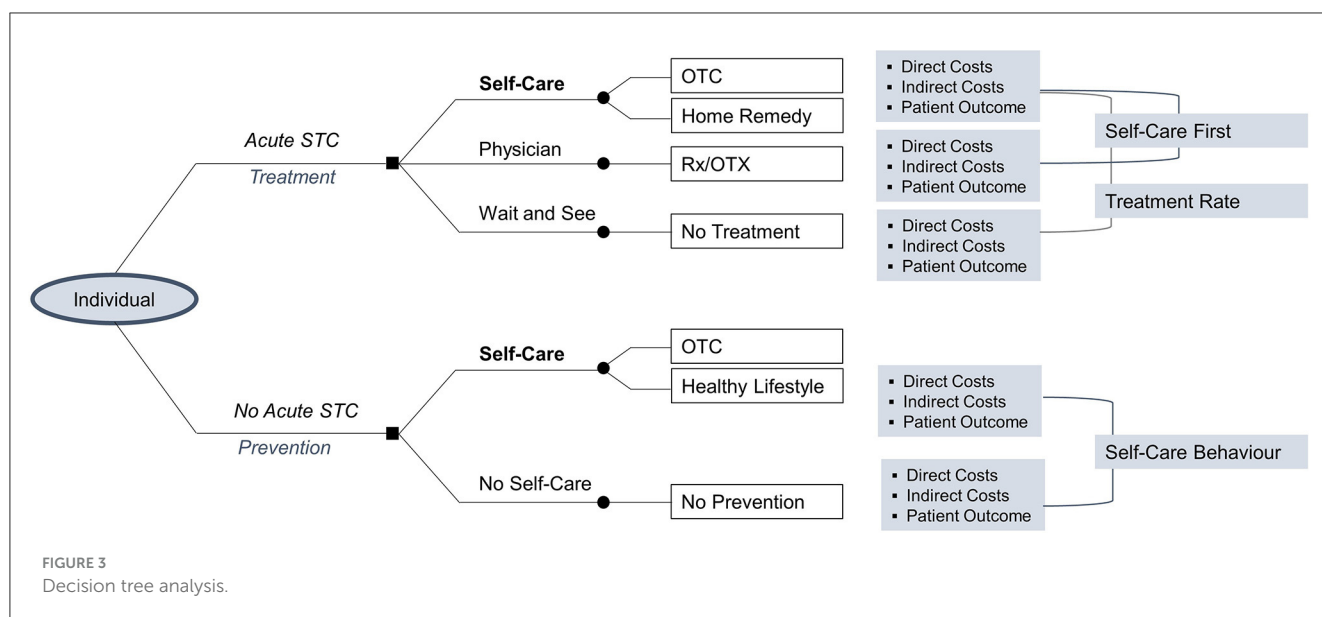 Self-Care
OTC
Home Remedy
Acute STC
Treatment
Physician
Rx/OTX
Wait and See
No Treatment
▪ Direct Costs
▪ Indirect Costs
▪ Patient Outcome
▪ Direct Costs
▪ Indirect Costs
▪ Patient Outcome
▪ Direct Costs
▪ Indirect Costs
▪ Patient Outcome
Self-Care First
Treatment Rate
Individual
Self-Care
OTC
Healthy Lifestyle
No Acute STC
Prevention
No Self-Care
No Prevention
▪ Direct Costs
▪ Indirect Costs
▪ Patient Outcome
▪ Direct Costs
▪ Indirect Costs
▪ Patient Outcome
Self-Care Behaviour
FIGURE 3
Decision tree analysis.